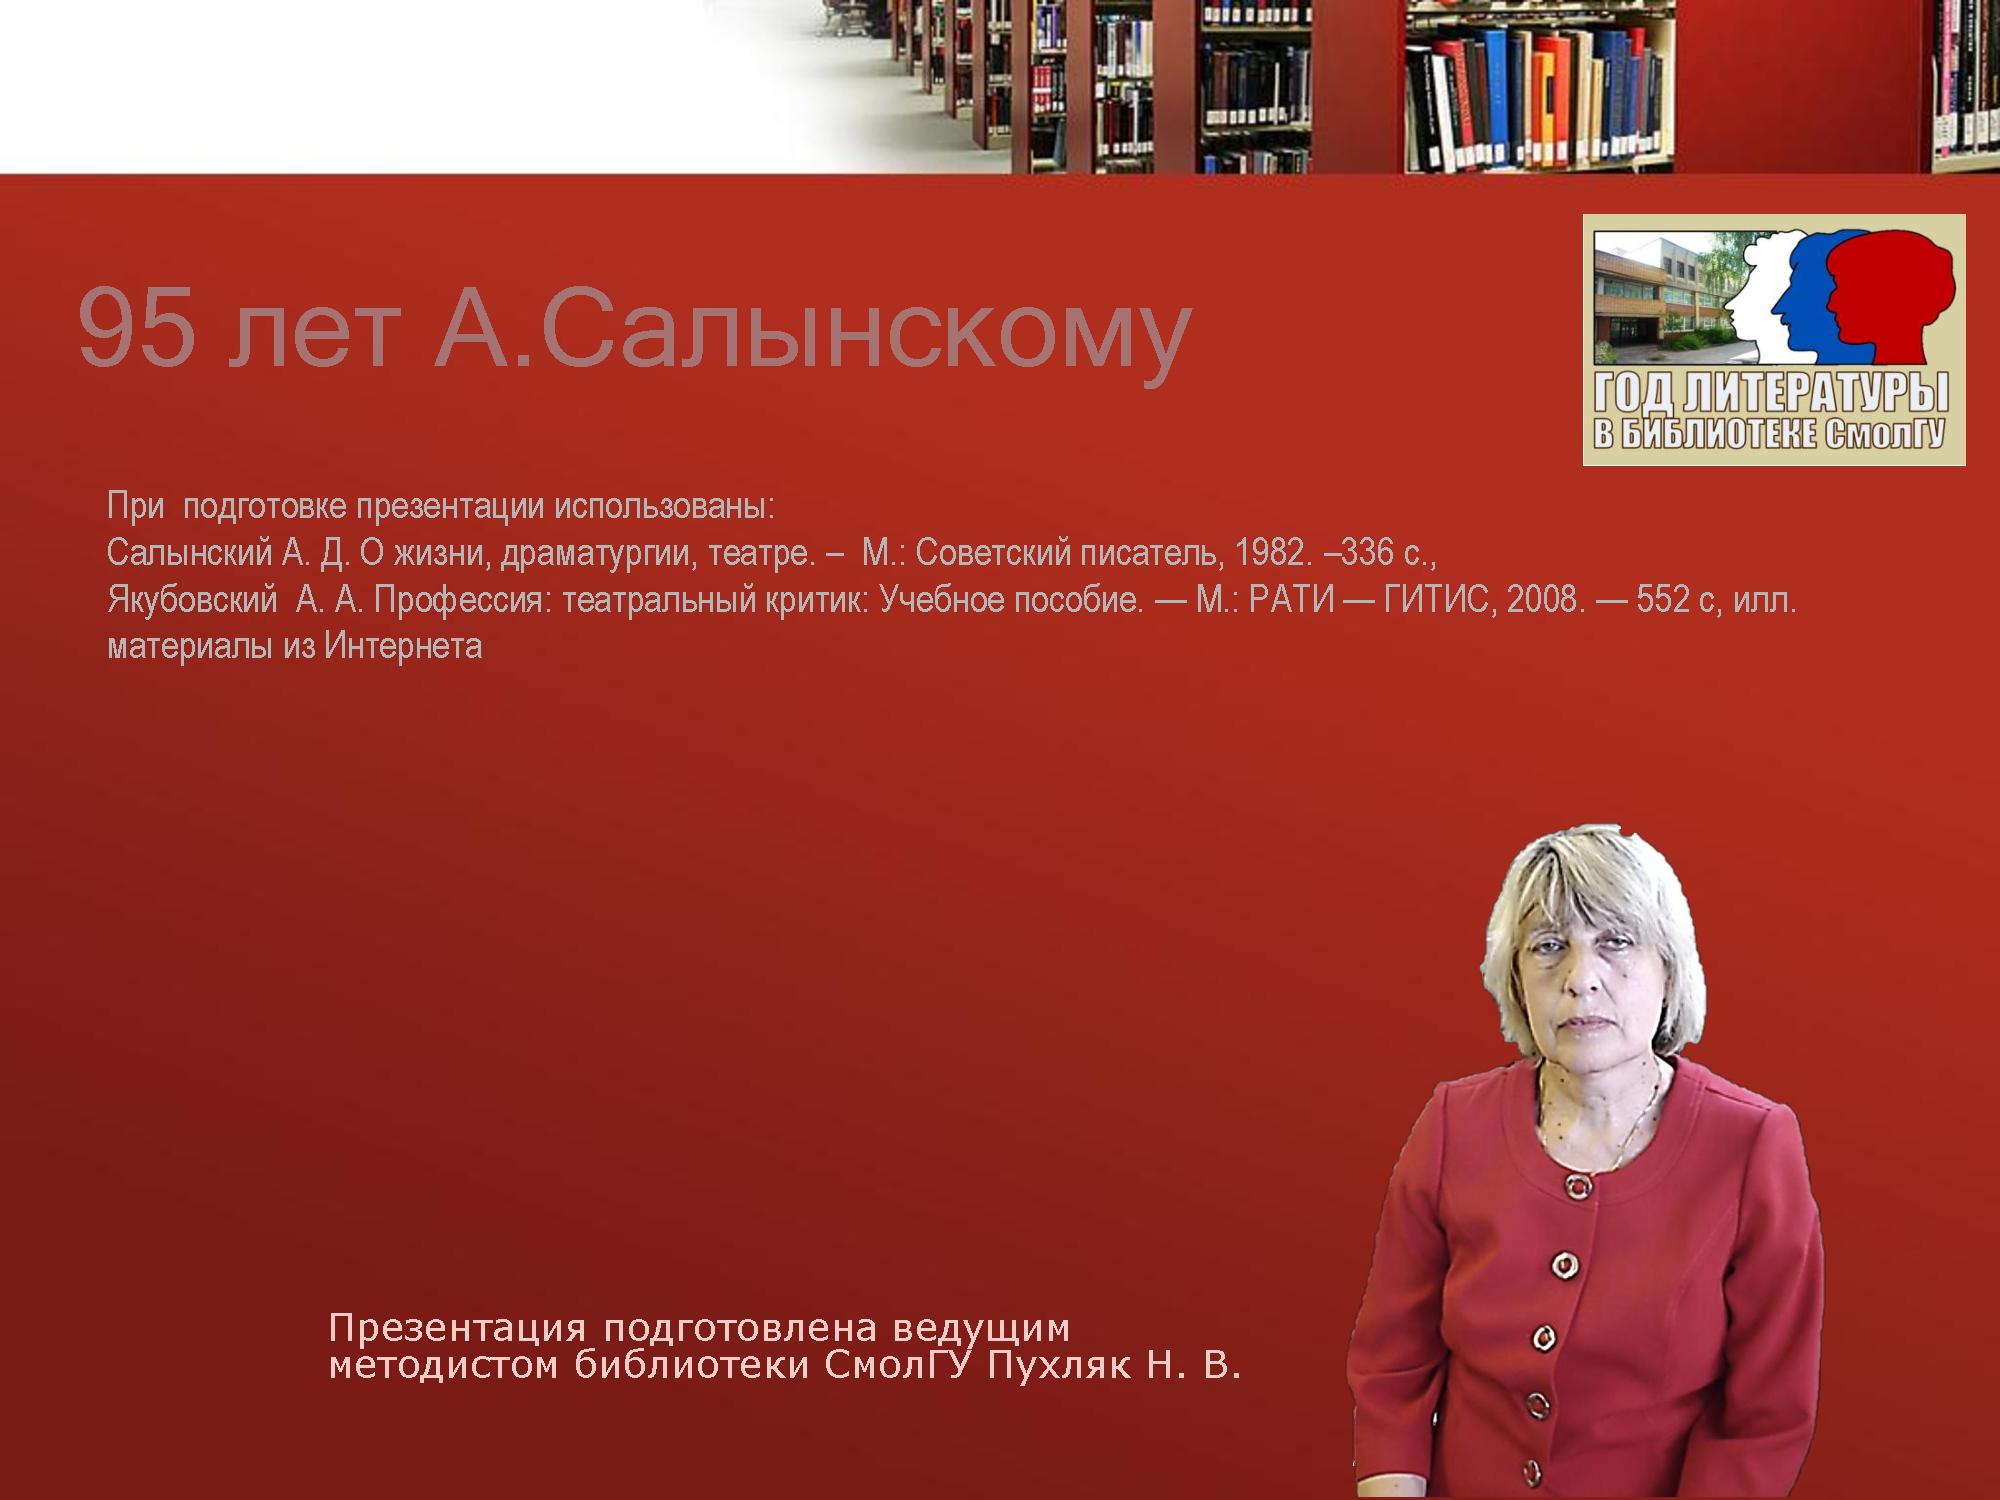 95 лет А.Салынскому
ГОД ЛИТЕРАТУРЫ
В БИБЛИОТЕКЕ СмолГУ
При подготовке презентации использованы:
Салынский А. Д. О жизни, драматургии, театре. – М.: Советский писатель, 1982. –336 с.,
Якубовский А. А. Профессия: театральный критик: Учебное пособие. — М.: РАТИ — ГИТИС, 2008. — 552 с, илл.
материалы из Интернета
Презентация подготовлена ведущим
методистом библиотеки СмолГУ Пухляк Н. В.